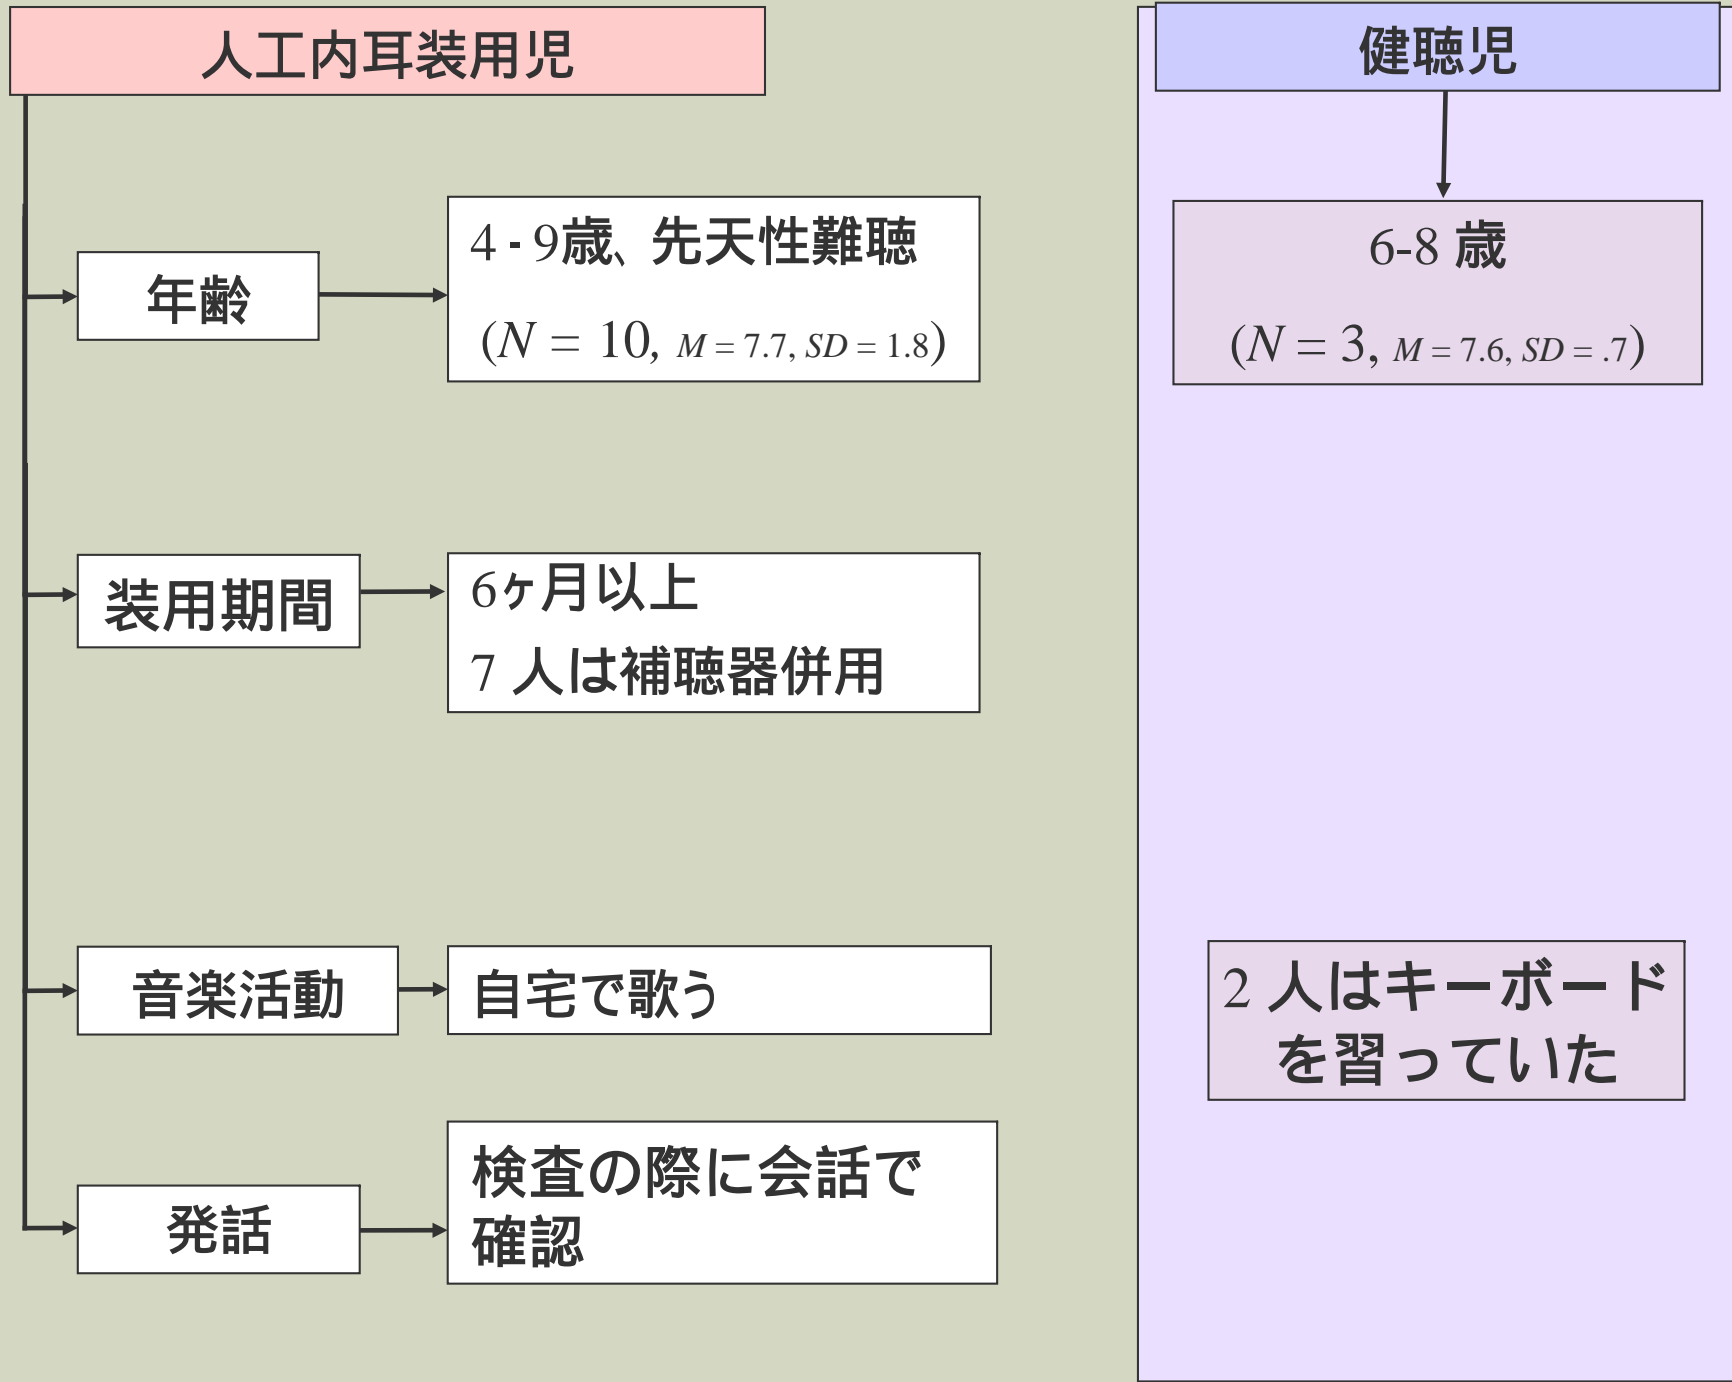 人工内耳装用児
年齢
4 - 9歳、先天性難聴
(N = 10, M = 7.7, SD = 1.8)
装用期間
6ヶ月以上
7 人は補聴器併用
音楽活動
自宅で歌う
発話
検査の際に会話で
確認
健聴児
6-8 歳
(N = 3, M = 7.6, SD = .7)
2 人はキーボード
を習っていた